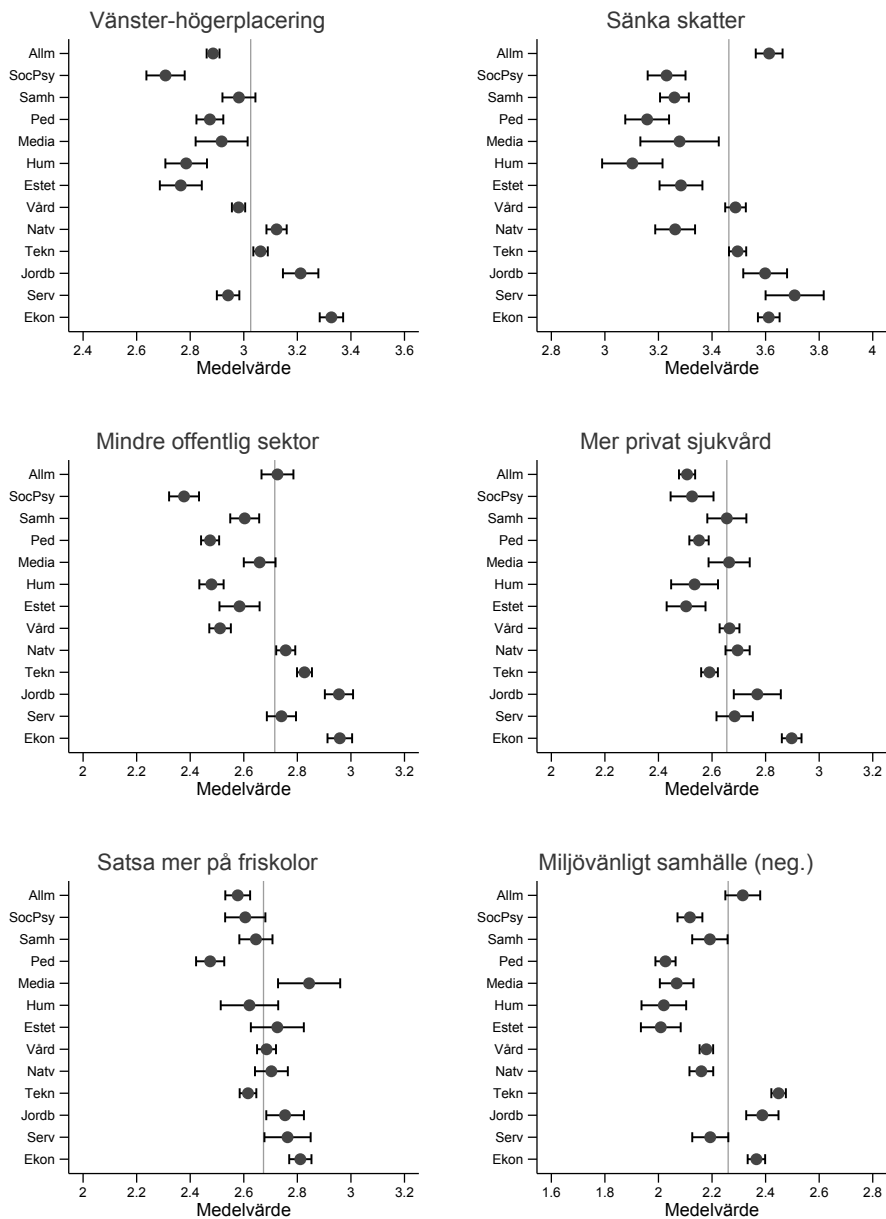 Vänster-högerplacering
Allm
SocPsy
Samh
Ped
Media
Hum
Estet
Vård
Natv
Tekn
Jordb
Serv
Ekon
2.4 2.6 2.8 3 3.2 3.4 3.6
Medelvärde
Sänka skatter
Allm
SocPsy
Samh
Ped
Media
Hum
Estet
Vård
Natv
Tekn
Jordb
Serv
Ekon
2.8 3 3.2 3.4 3.6 3.8 4
Medelvärde
Mindre offentlig sektor
Allm
SocPsy
Samh
Ped
Media
Hum
Estet
Vård
Natv
Tekn
Jordb
Serv
Ekon
2 2.2 2.4 2.6 2.8 3 3.2
Medelvärde
Mer privat sjukvård
Allm
SocPsy
Samh
Ped
Media
Hum
Estet
Vård
Natv
Tekn
Jordb
Serv
Ekon
2 2.2 2.4 2.6 2.8 3 3.2
Medelvärde
Satsa mer på friskolor
Allm
SocPsy
Samh
Ped
Media
Hum
Estet
Vård
Natv
Tekn
Jordb
Serv
Ekon
2 2.2 2.4 2.6 2.8 3 3.2
Medelvärde
Miljövänligt samhälle (neg.)
Allm
SocPsy
Samh
Ped
Media
Hum
Estet
Vård
Natv
Tekn
Jordb
Serv
Ekon
1.6 1.8 2 2.2 2.4 2.6 2.8
Medelvärde